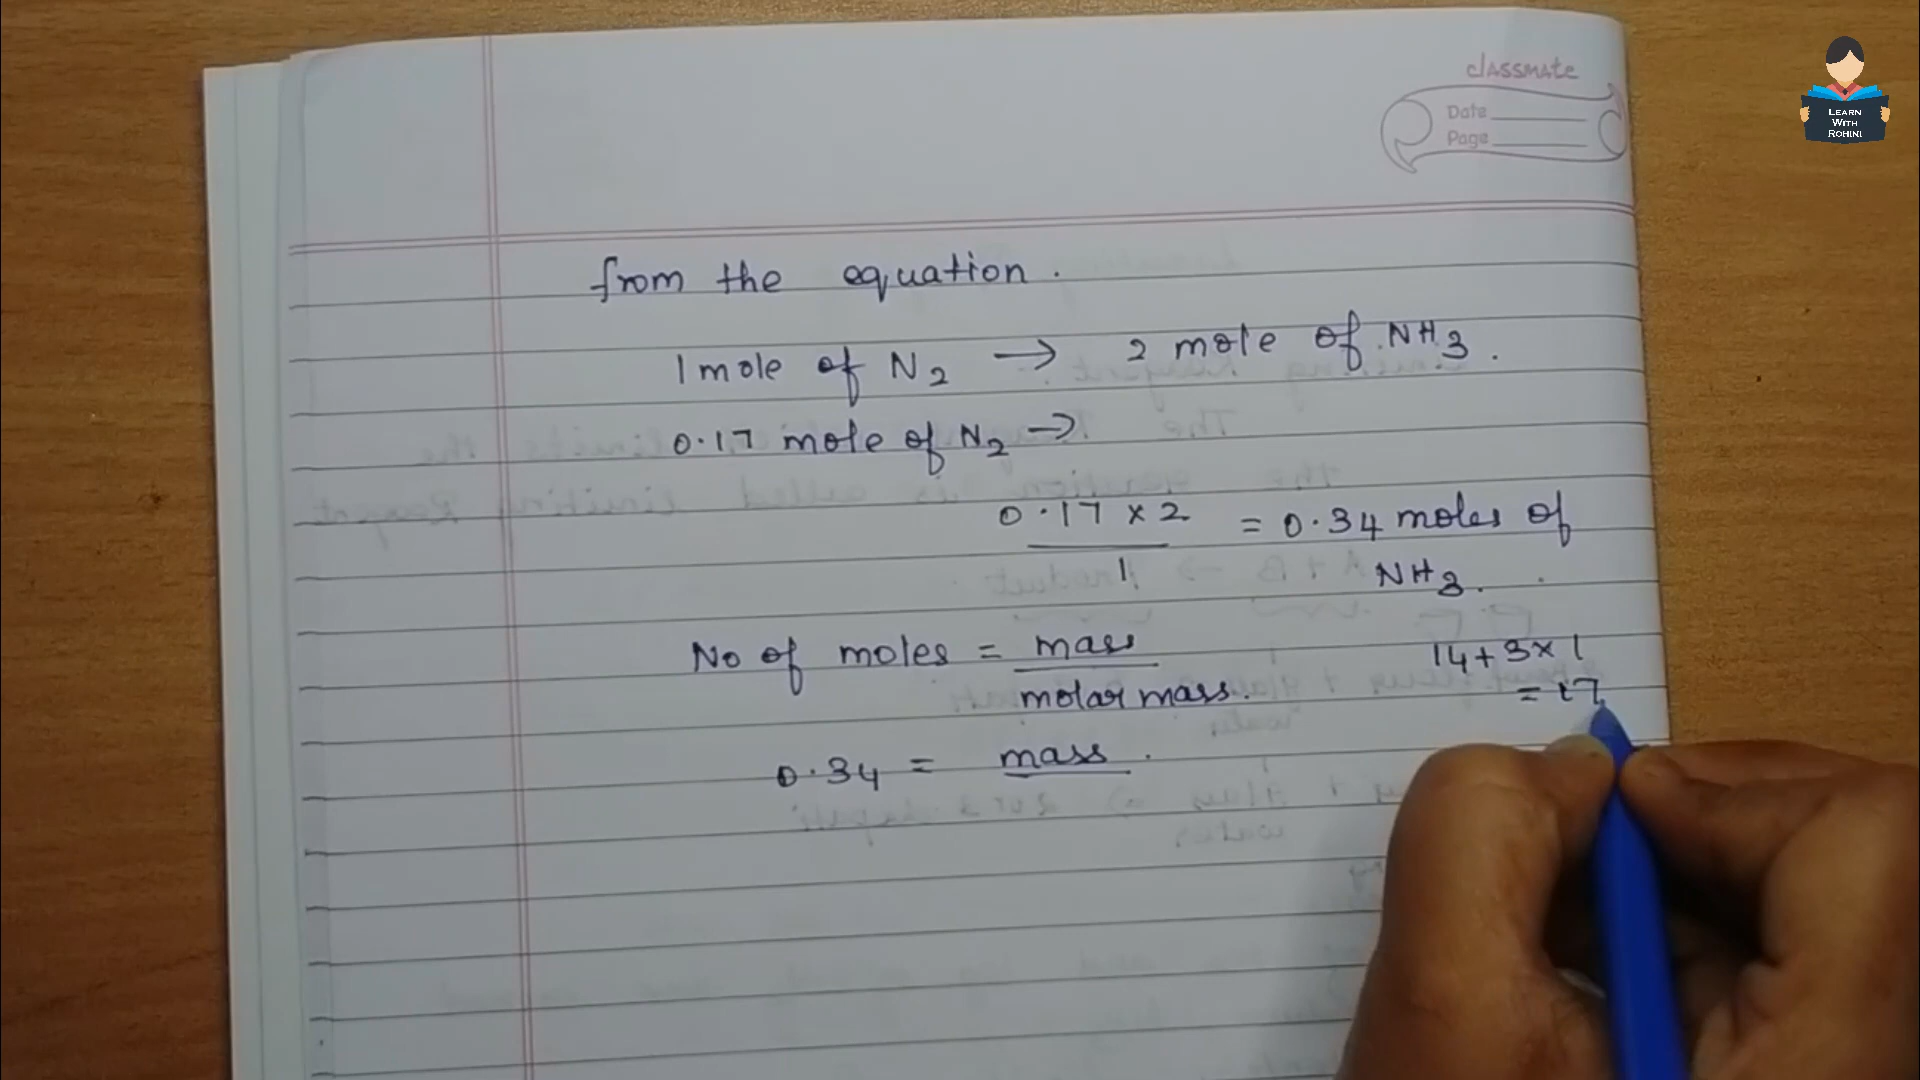 classmate
Date
Page
LEARN
WITH
ROHINI
from the equation.
1 mole of N2 → 2 mole of NH3.
0.17 mole of N2 →
0.17 × 2 = 0.34 moles of
1
NH3.
No of moles = mass
molar mass.
14+3×1
= 17
0.34 = mass.